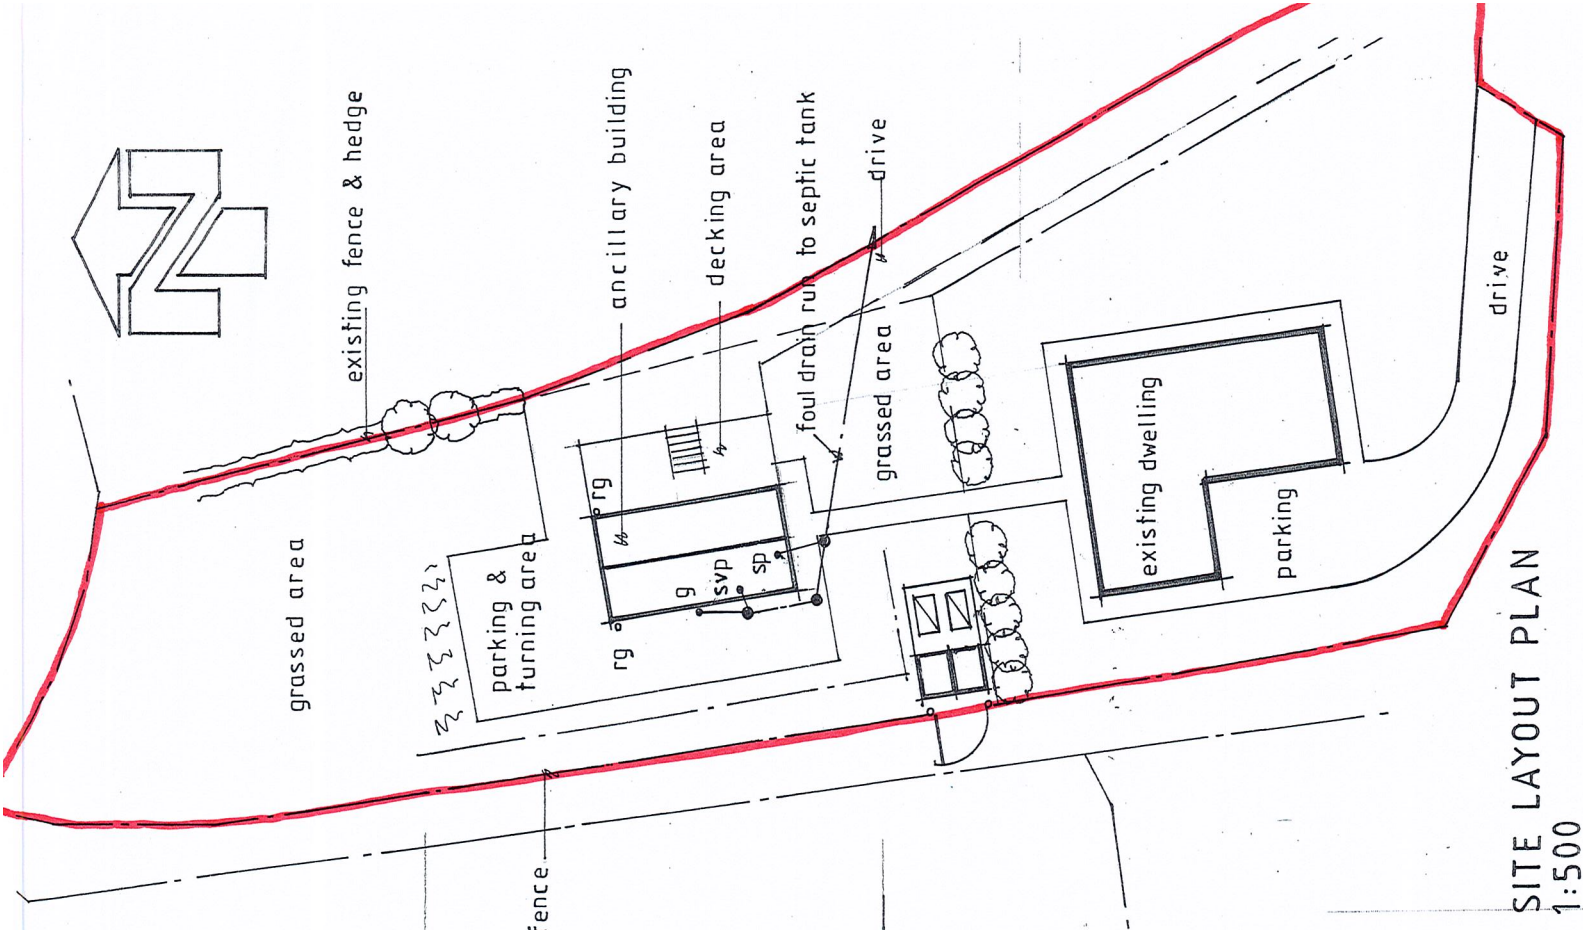 existing fence & hedge
ancillary building
decking area
foul drain run to septic tank
drive
grassed area
parking &
turning area
rg
rg
g
svp
sp
grassed area
existing dwelling
parking
drive
fence
SITE LAYOUT PLAN
1:500
N